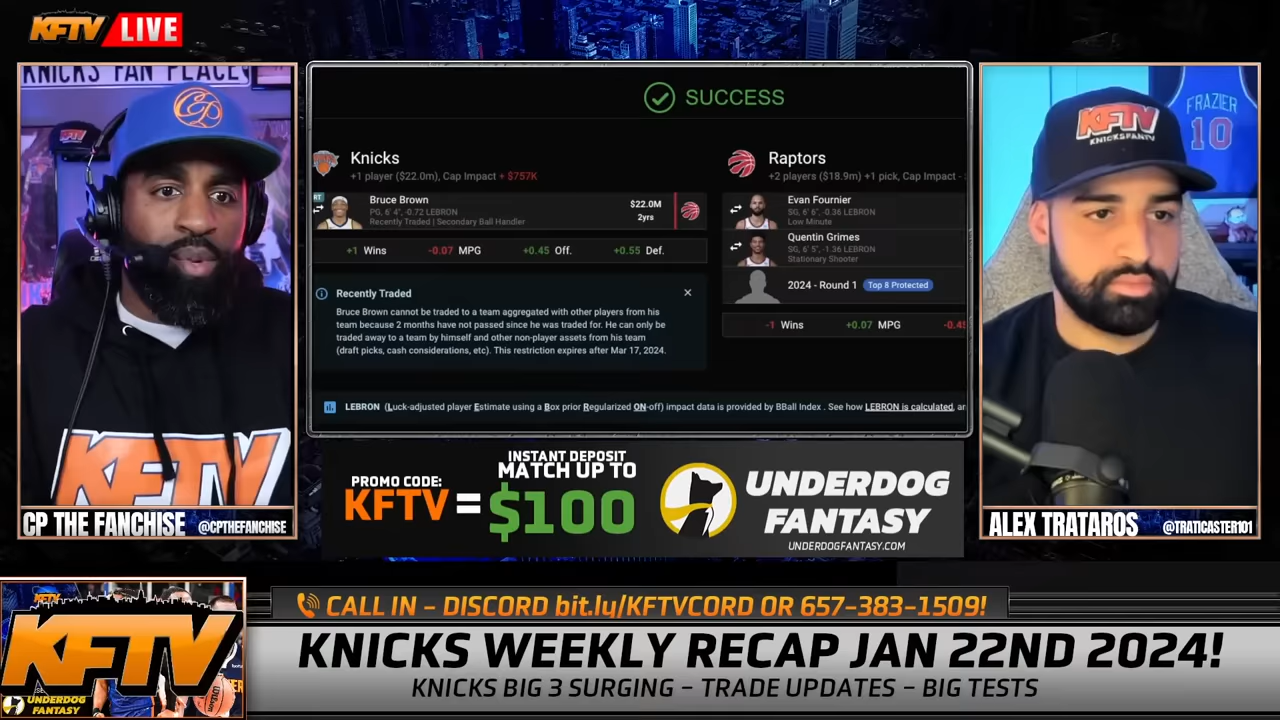 KFTV LIVE
KNICKS FAN PLACE
CP
KFTV
KFTV
KNICKSFANTV
FRAZIER
10
SUCCESS
Knicks
+1 player ($22.0m), Cap Impact + $757K
Bruce Brown
PG, 6' 4", -0.72 LEBRON
Recently Traded | Secondary Ball Handler
$22.0M
2yrs
+1 Wins -0.07 MPG +0.45 Off. +0.55 Def.
Recently Traded
Bruce Brown cannot be traded to a team aggregated with other players from his
team because 2 months have not passed since he was traded for. He can only be
traded away to a team by himself and other non-player assets from his team
(draft picks, cash considerations, etc). This restriction expires after Mar 17, 2024.
Raptors
+2 players ($18.9m) +1 pick, Cap Impact -
Evan Fournier
SG, 6' 6", -0.36 LEBRON
Low Minute
Quentin Grimes
SG, 6' 5", -1.36 LEBRON
Stationary Shooter
2024 - Round 1 Top 8 Protected
-1 Wins +0.07 MPG -0.45
LEBRON (Luck-adjusted player Estimate using a Box prior Regularized ON-off) impact data is provided by BBall Index . See how LEBRON is calculated, ar
CP THE FANCHISE @CPTHEFANCHISE
PROMO CODE:
KFTV =
INSTANT DEPOSIT
MATCH UP TO
$100
UNDERDOG
FANTASY
UNDERDOGFANTASY.COM
ALEX TRATAROS @TRATICASTER101
CALL IN - DISCORD bit.ly/KFTVCORD OR 657-383-1509!
KFTV
UNDERDOG
FANTASY
KNICKS WEEKLY RECAP JAN 22ND 2024!
KNICKS BIG 3 SURGING - TRADE UPDATES - BIG TESTS